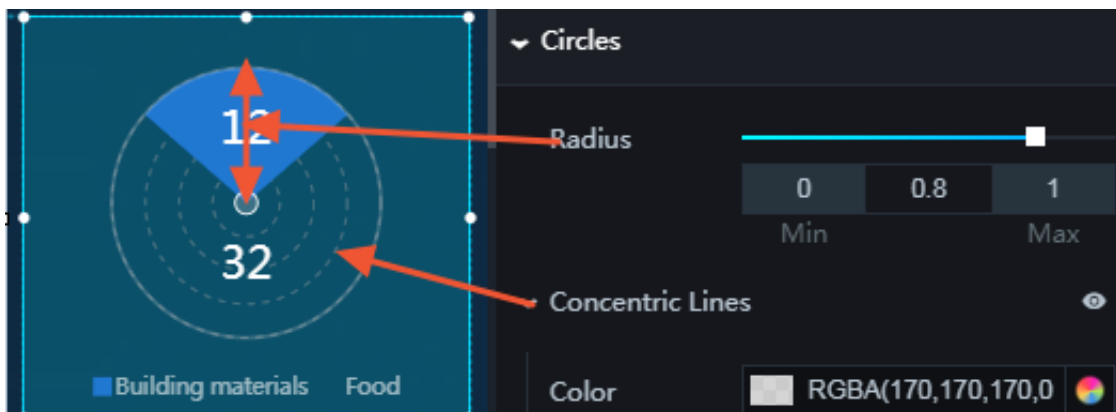 Circles
12
Radius
0 0.8 1
Min Max
32
Concentric Lines
Building materials Food
Color RGBA(170,170,170,0